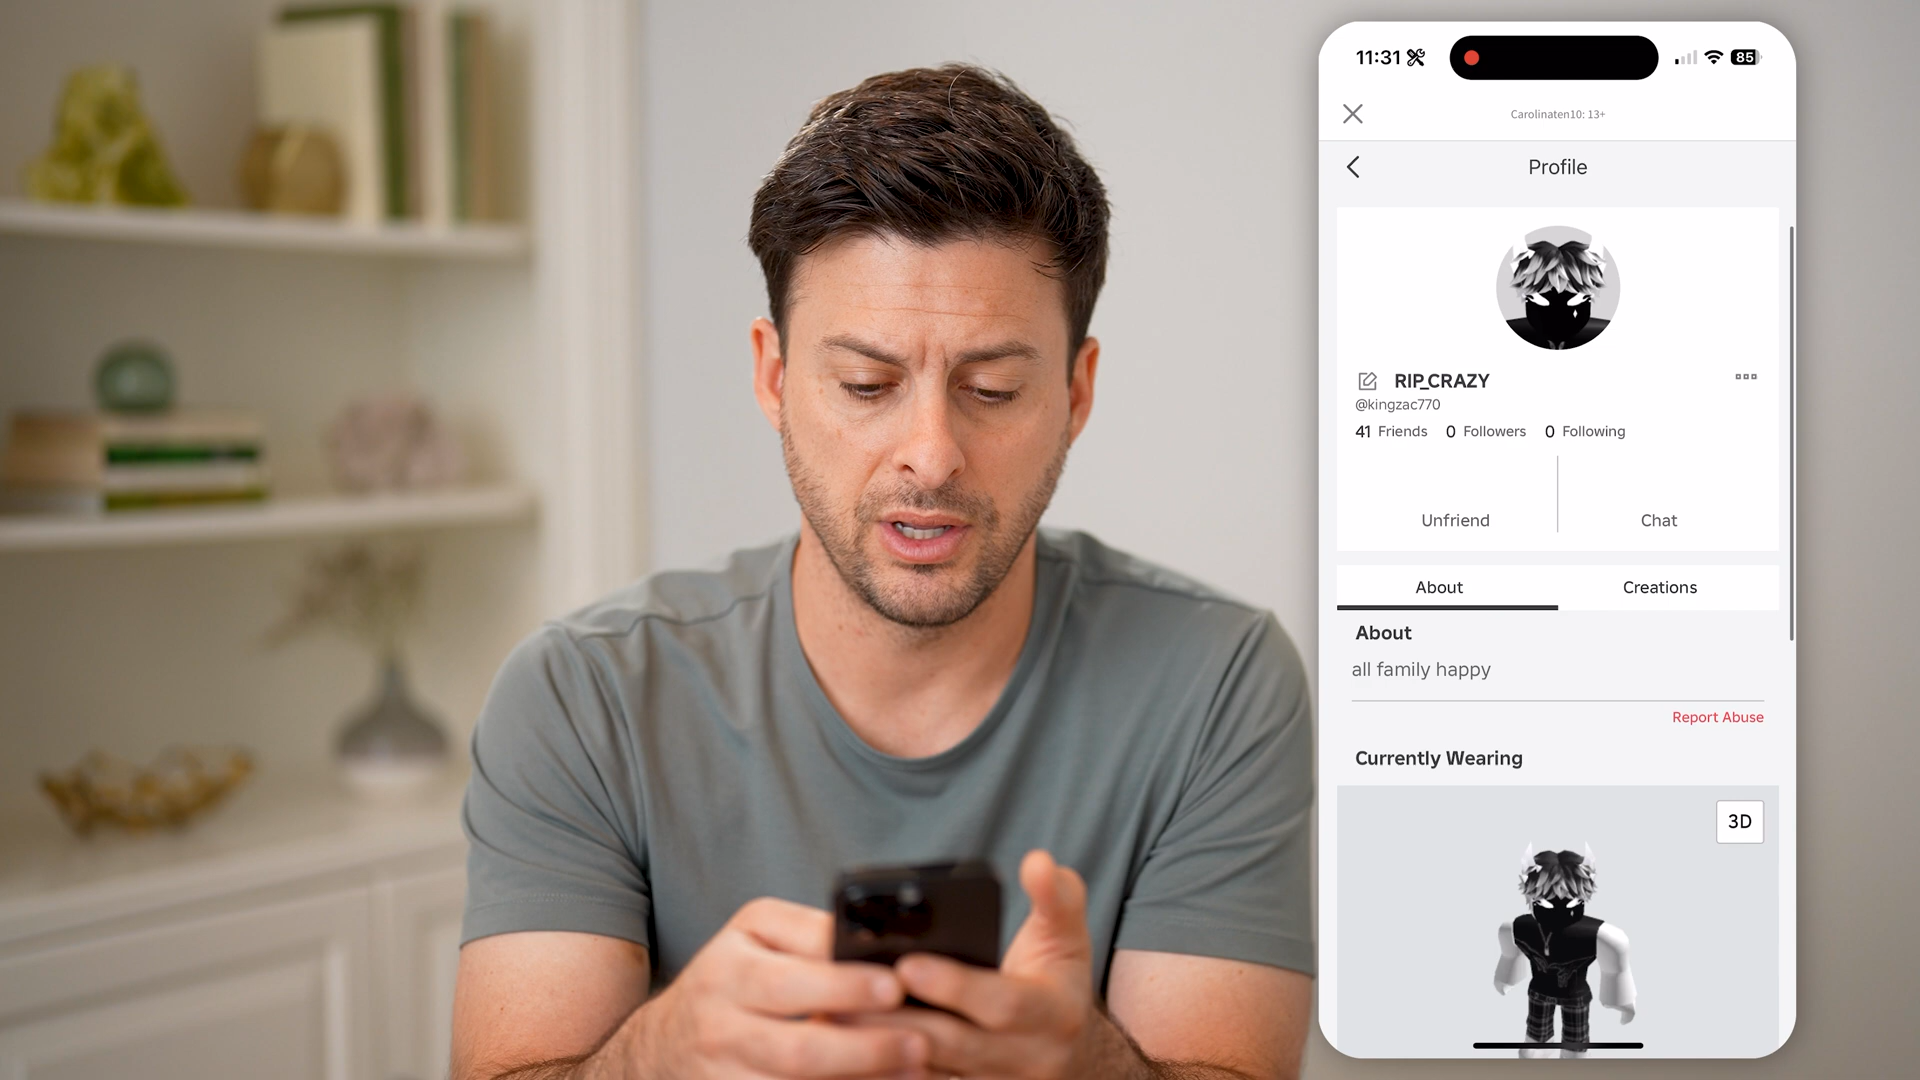 11:31
85
Carolinaten10: 13+
Profile
RIP_CRAZY
@kingzac770
41 Friends 0 Followers 0 Following
Unfriend Chat
About Creations
About
all family happy
Report Abuse
Currently Wearing
3D